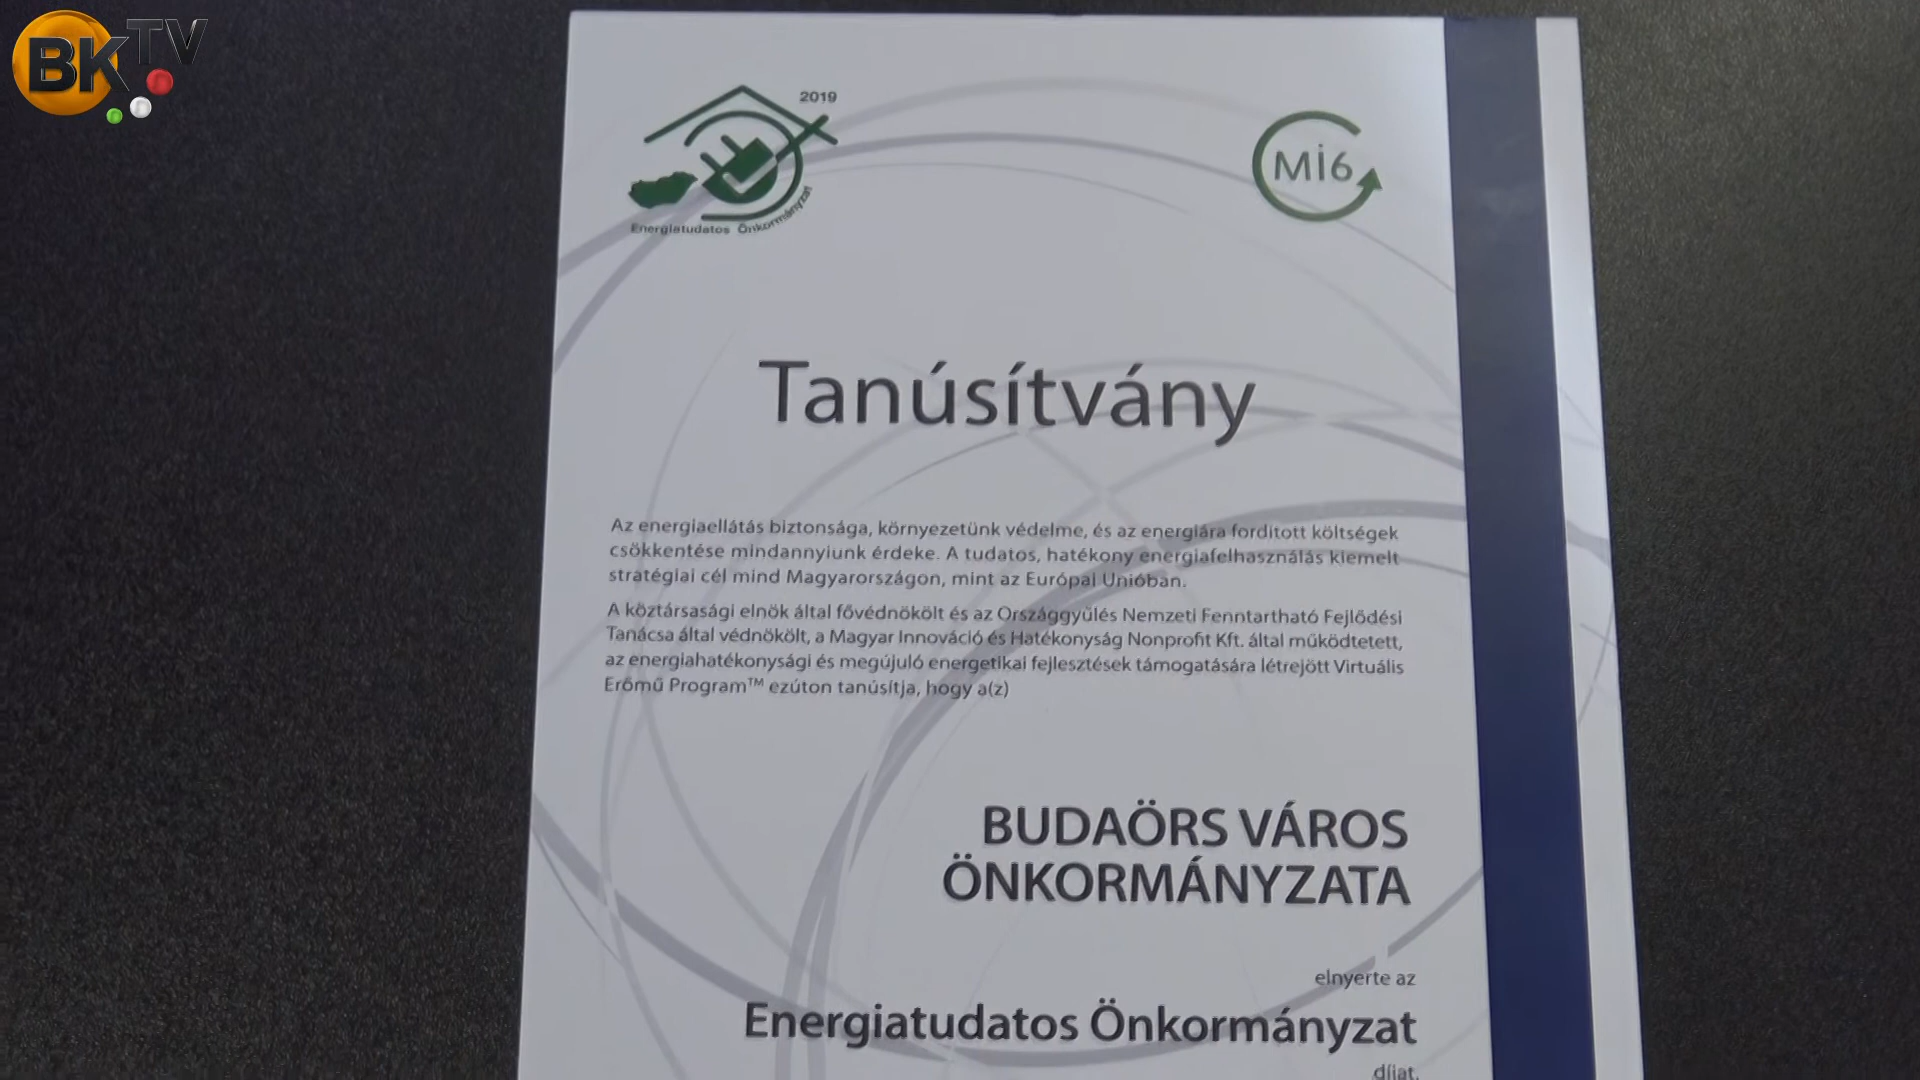 BKTV
2019
Energiatudatos Önkormányzat
Mi6
Tanúsítvány
Az energiaellátás biztonsága, környezetünk védelme, és az energiára fordított költségek
csökkentése mindannyiunk érdeke. A tudatos, hatékony energiafelhasználás kiemelt
stratégiai cél mind Magyarországon, mint az Európai Unióban.
A köztársasági elnök által fővédnökölt és az Országgyűlés Nemzeti Fenntartható Fejlődési
Tanácsa által védnökölt, a Magyar Innováció és Hatékonyság Nonprofit Kft. által működtetett,
az energiahatékonysági és megújuló energetikai fejlesztések támogatására létrejött Virtuális
Erőmű Program™ ezúton tanúsítja, hogy a(z)
BUDAÖRS VÁROS
ÖNKORMÁNYZATA
elnyerte az
Energiatudatos Önkormányzat
díjat.